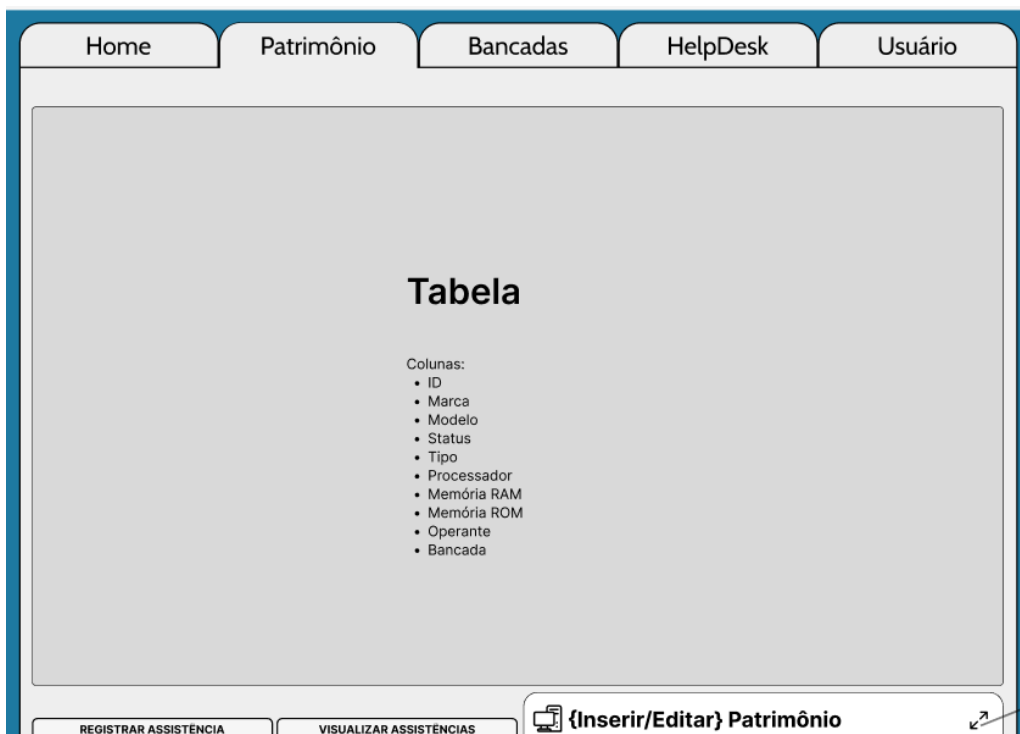 Home
Patrimônio
Bancadas
HelpDesk
Usuário
Tabela
Colunas:
• ID
• Marca
• Modelo
• Status
• Tipo
• Processador
• Memória RAM
• Memória ROM
• Operante
• Bancada
REGISTRAR ASSISTÊNCIA
VISUALIZAR ASSISTÊNCIAS
{Inserir/Editar} Patrimônio